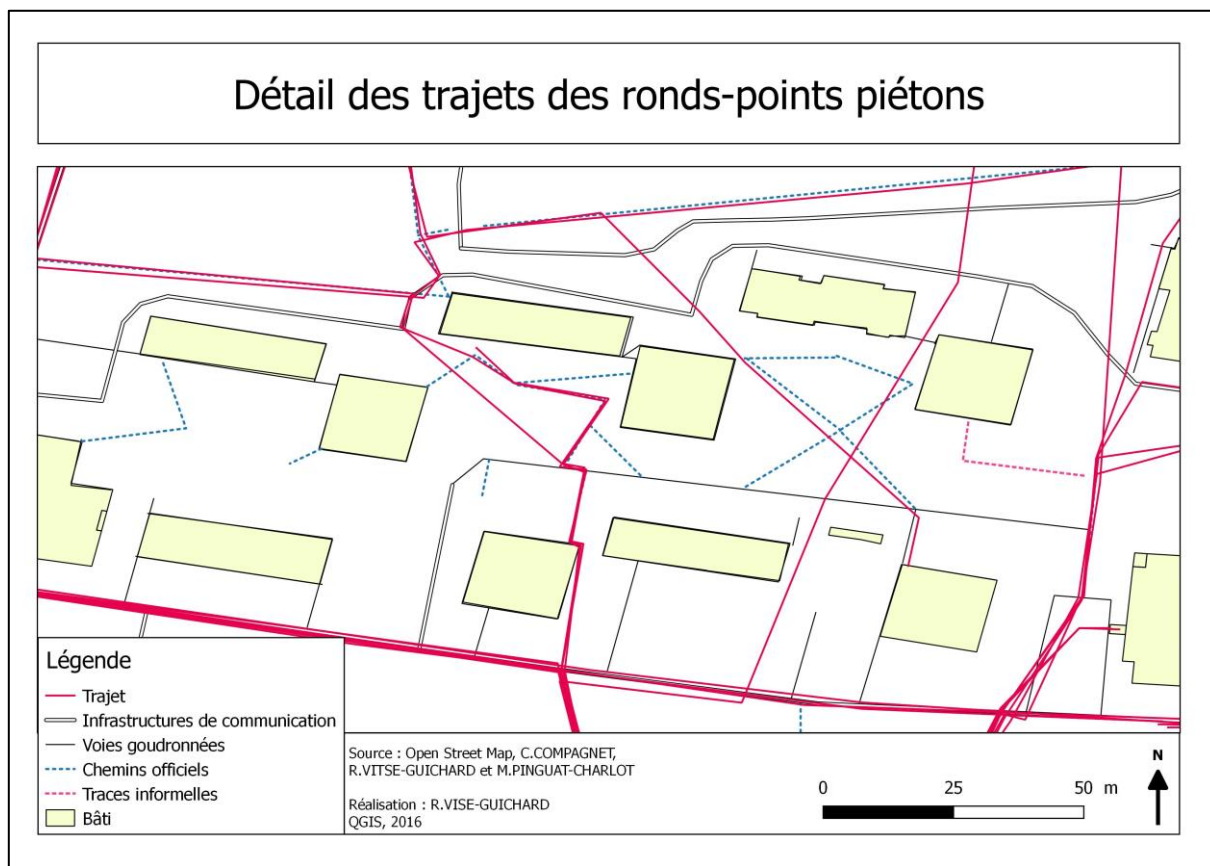 Détail des trajets des ronds-points piétons
Légende
Trajet
Infrastructures de communication
Voies goudronnées
Chemins officiels
Traces informelles
Bâti
Source : Open Street Map, C.COMPAGNET,
R.VITSE-GUICHARD et M.PINGUAT-CHARLOT
Réalisation : R.VISE-GUICHARD
QGIS, 2016
0 25 50 m
N